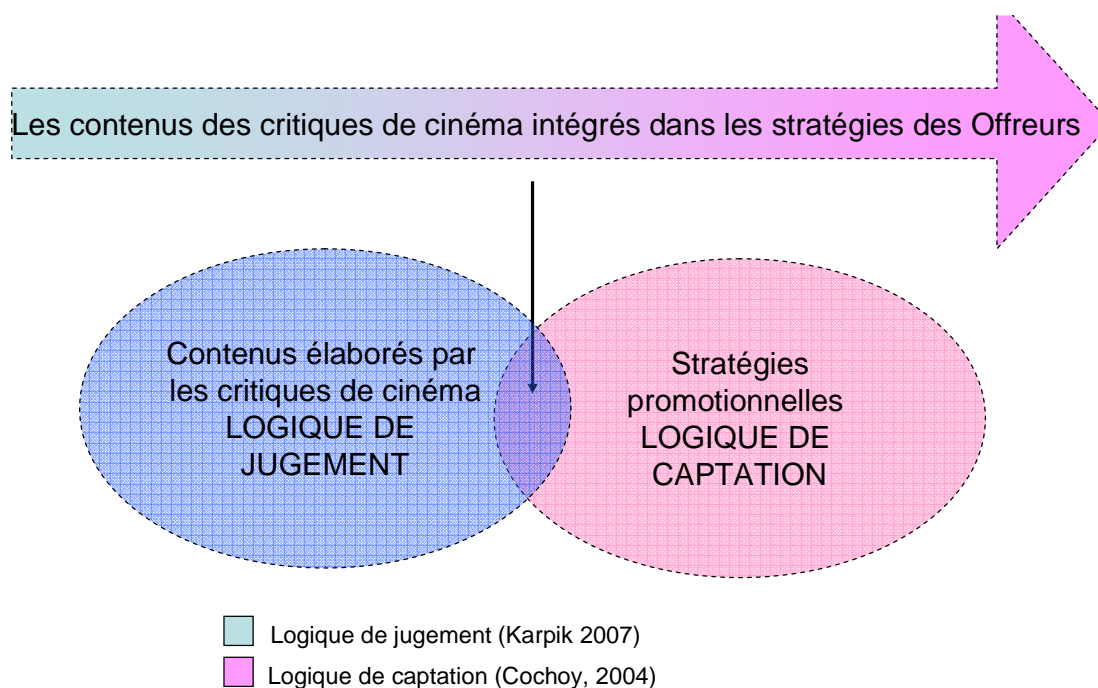 Les contenus des critiques de cinéma intégrés dans les stratégies des Offreurs
Contenus élaborés par
les critiques de cinéma
LOGIQUE DE
JUGEMENT
Stratégies
promotionnelles
LOGIQUE DE
CAPTATION
Logique de jugement (Karpik 2007)
Logique de captation (Cochoy, 2004)